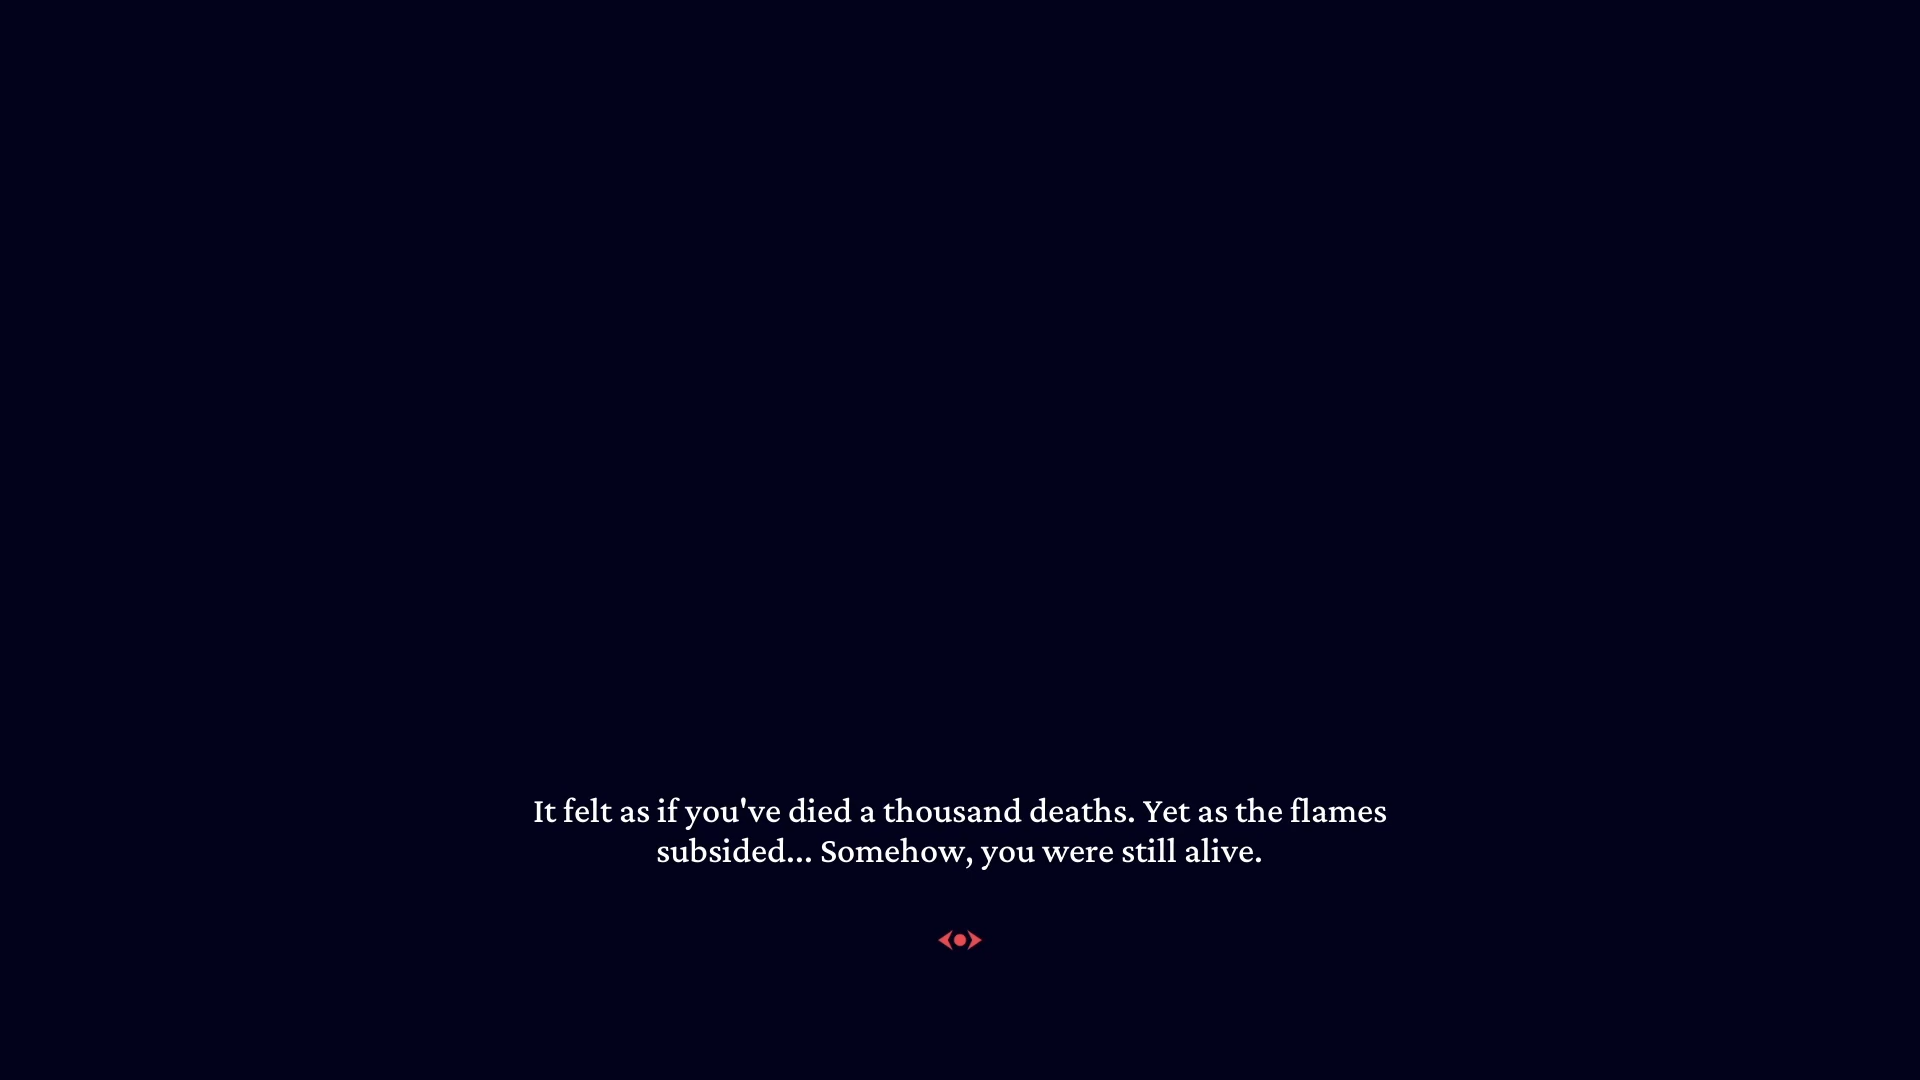 It felt as if you've died a thousand deaths. Yet as the flames
subsided... Somehow, you were still alive.